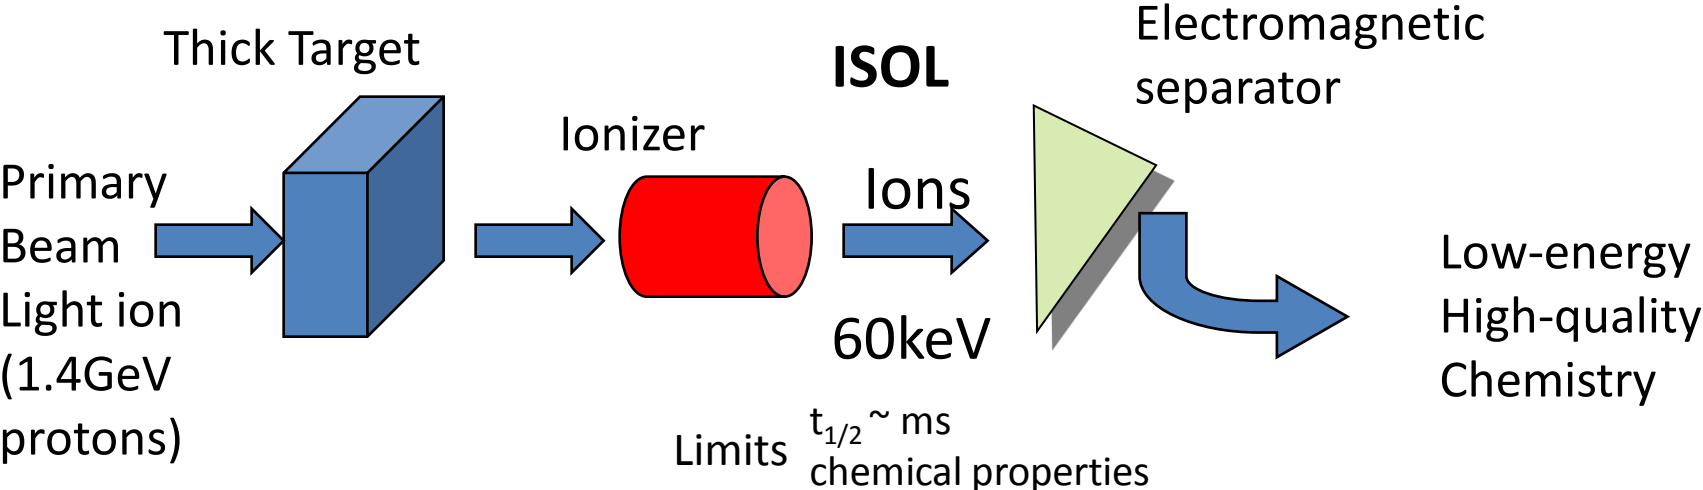 Thick Target
ISOL
Electromagnetic
separator
Ionizer
Primary
Beam
Light ion
(1.4GeV
protons)
Ions
60keV
Low-energy
High-quality
Chemistry
Limits
t1/2 ~ ms
chemical properties